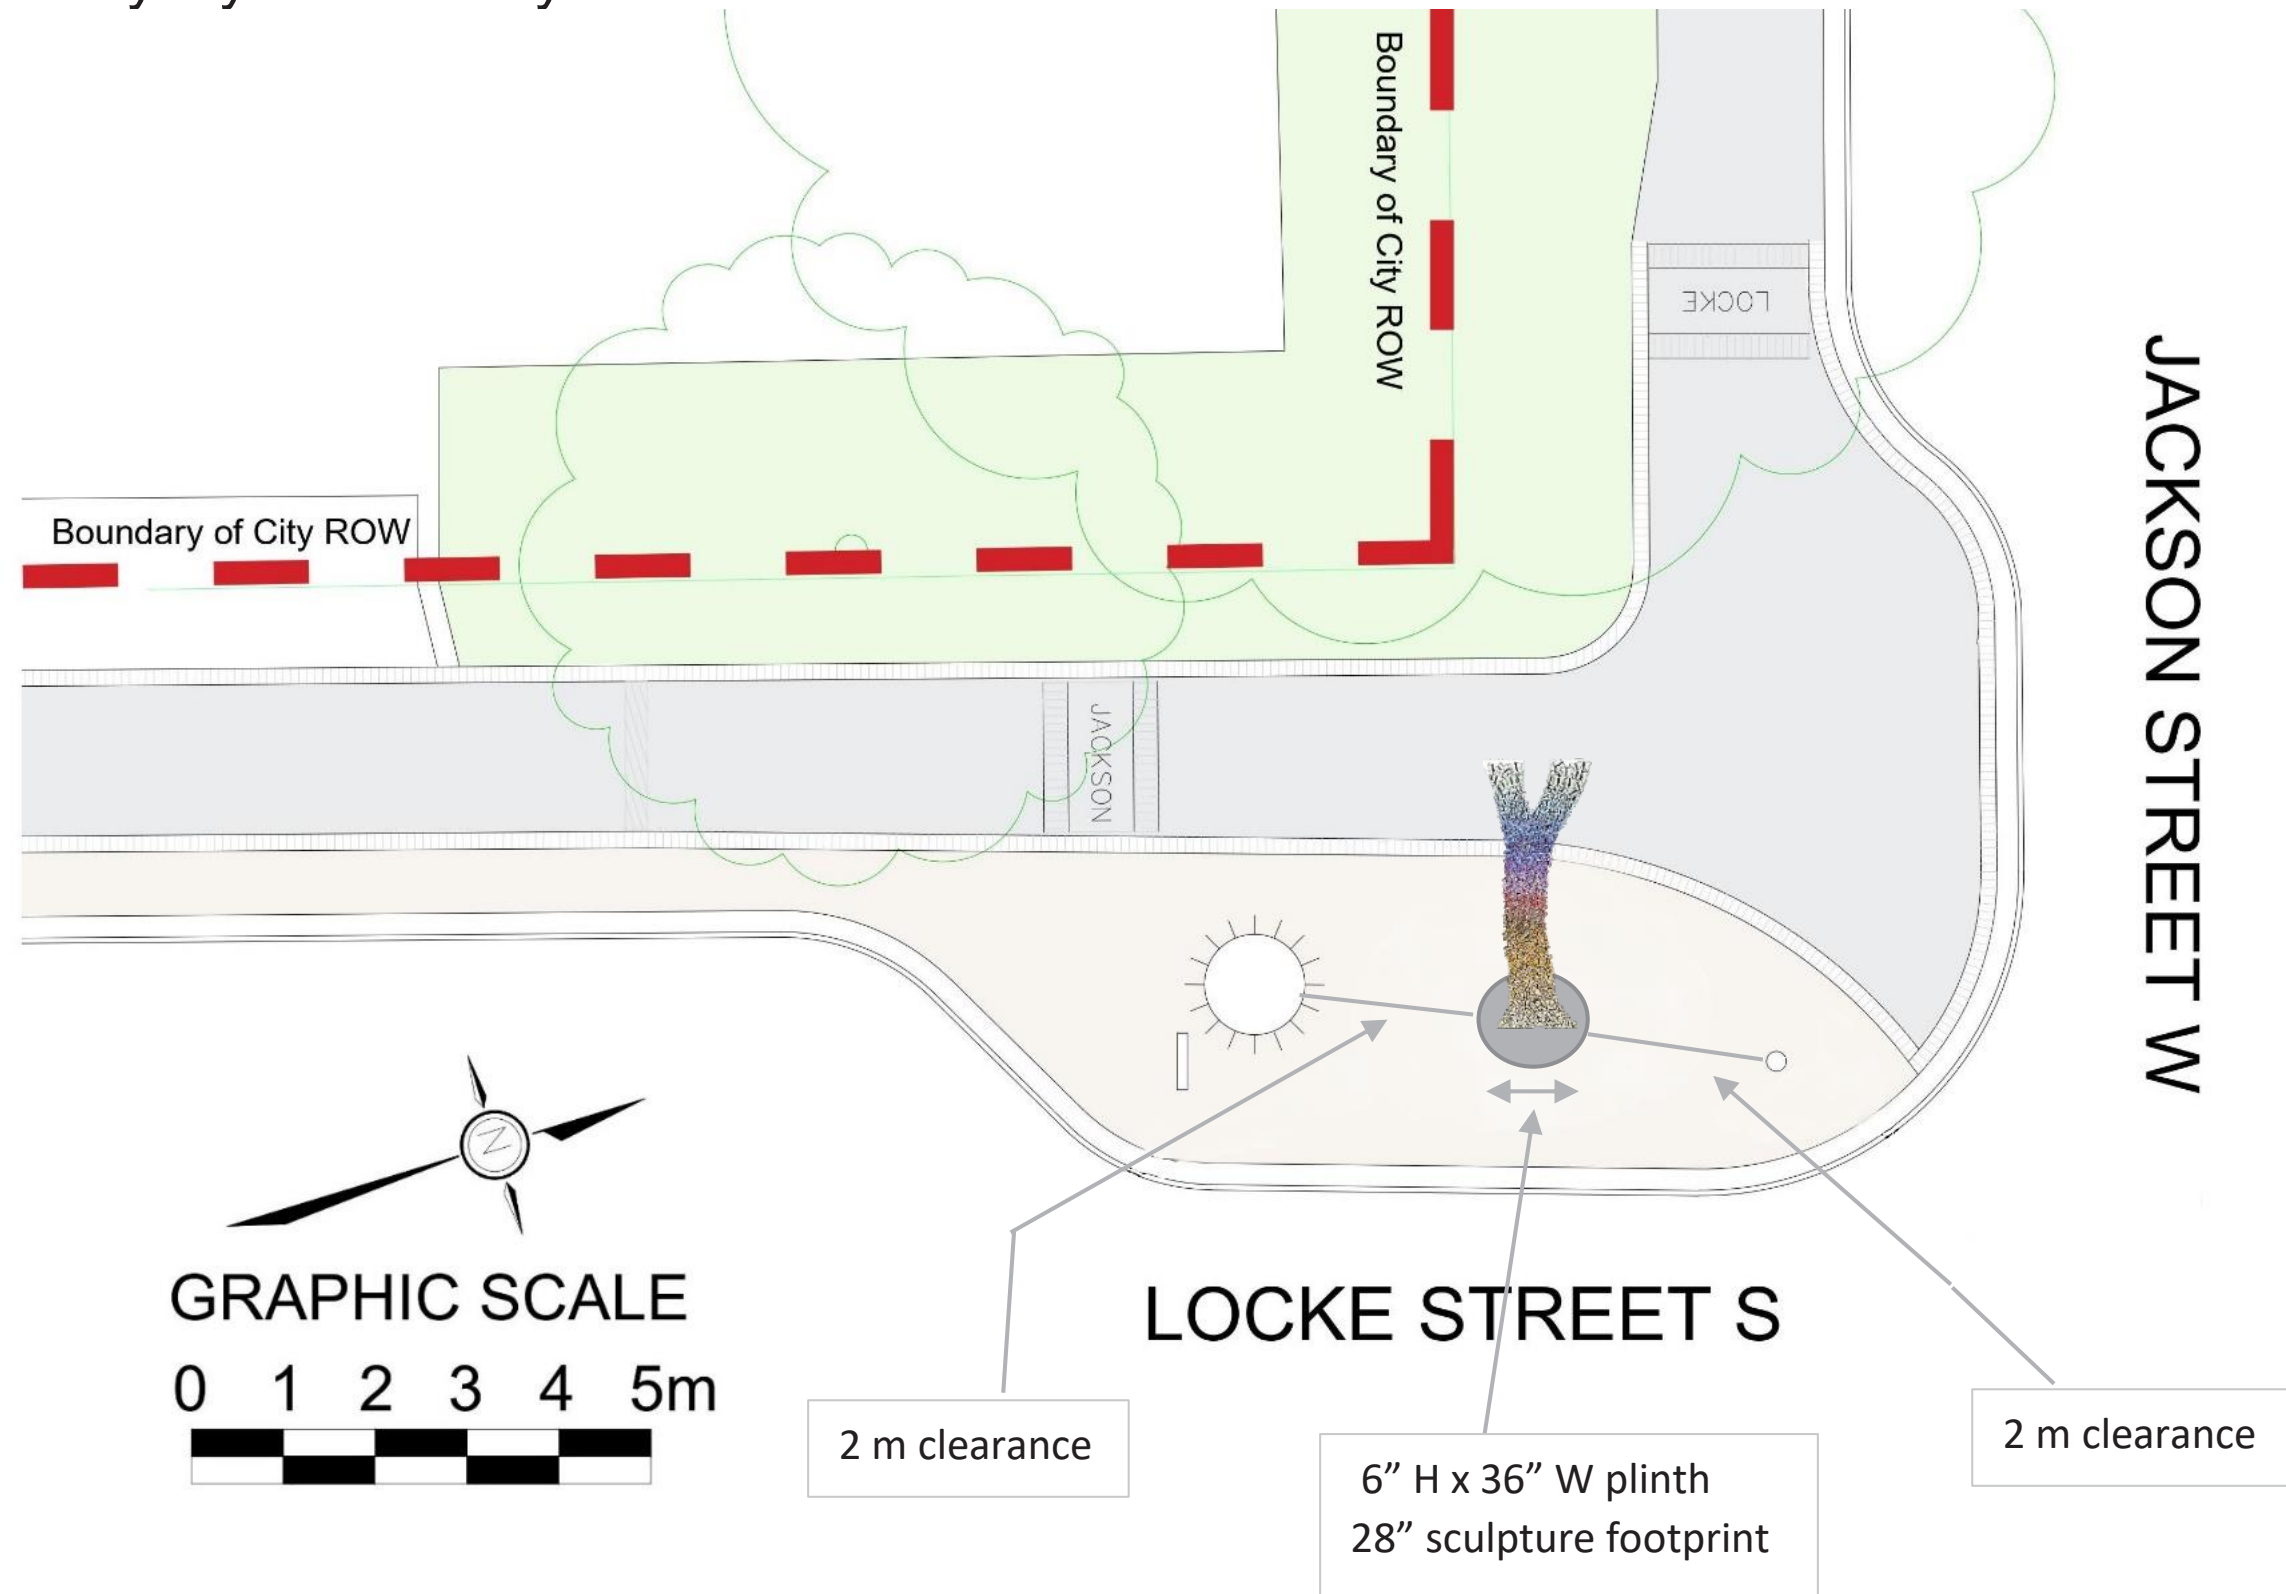 Boundary of City ROW
LOCKE
JACKSON STREET W
Boundary of City ROW
JACKSON
N
GRAPHIC SCALE
0 1 2 3 4 5m
LOCKE STREET S
2 m clearance
6” H x 36” W plinth
28” sculpture footprint
2 m clearance